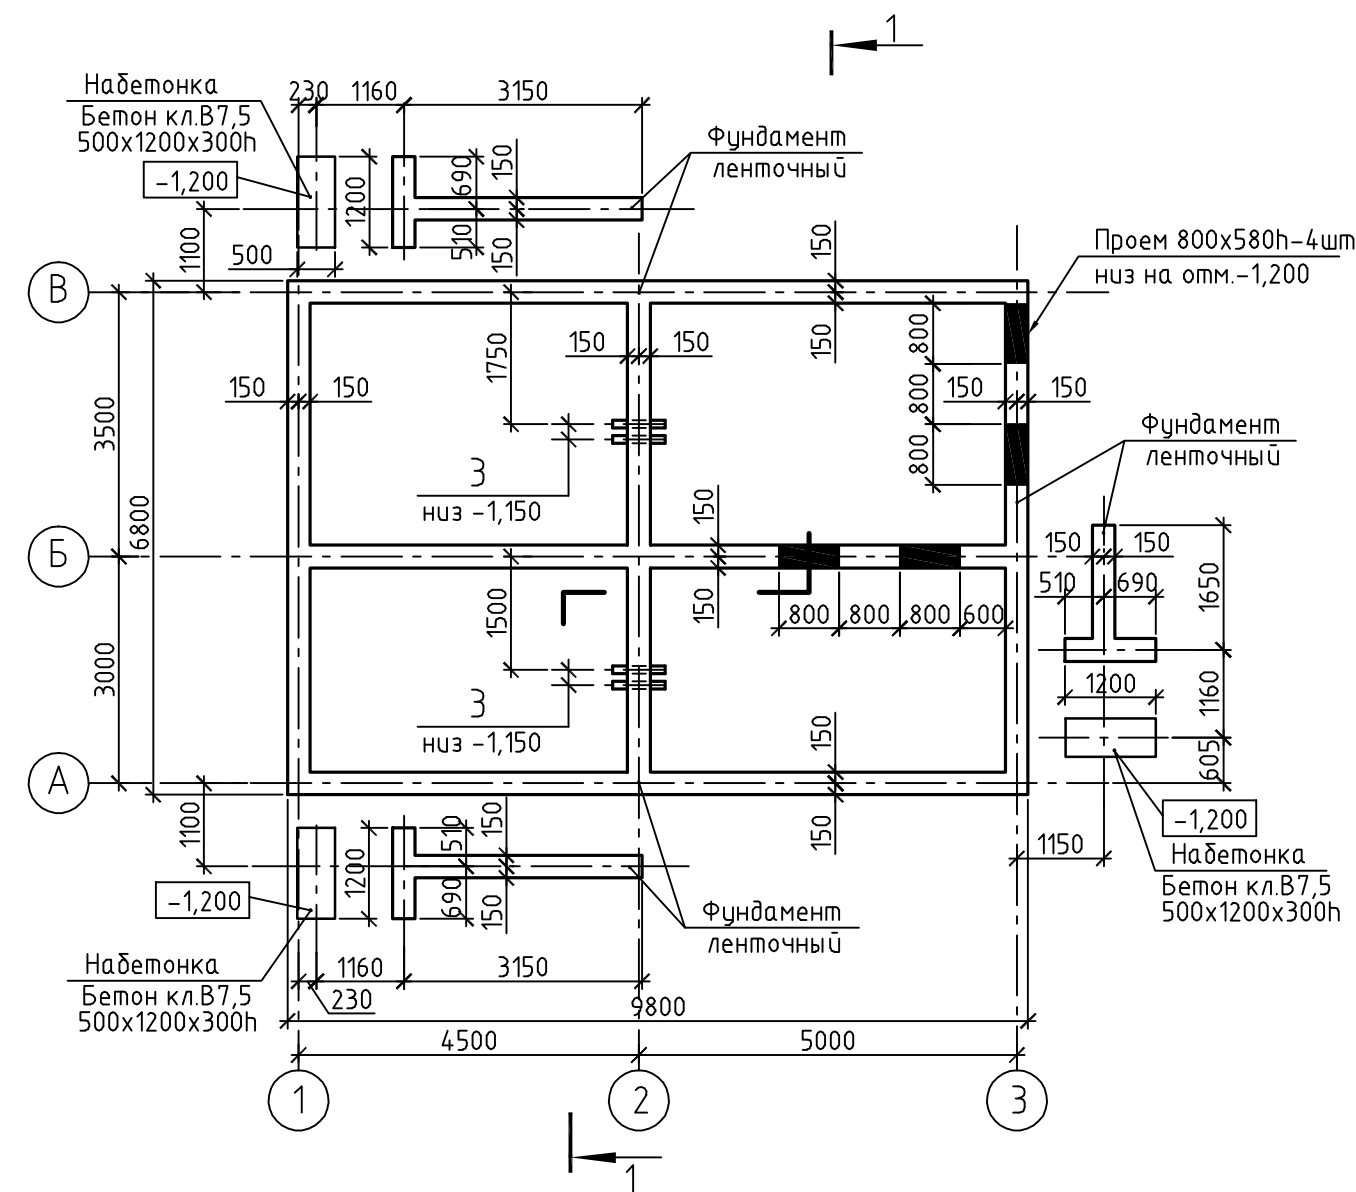 1
Набетонка
Бетон кл.В7,5
500х1200х300h
-1,200
230
1160
3150
1200
690
510
150
150
1100
500
Фундамент
ленточный
150
150
Проем 800х580h-4шт
низ на отм.-1,200
В
Б
А
3500
3000
6800
150
150
1750
150
150
3
низ -1,150
800
800
800
150
150
Фундамент
ленточный
150
150
1500
800
800
800
600
3
низ -1,150
150
150
150
150
510
690
1650
1200
1160
605
-1,200
Набетонка
Бетон кл.В7,5
500х1200х300h
1150
1100
1200
510
690
150
150
-1,200
Фундамент
ленточный
Набетонка
Бетон кл.В7,5
500х1200х300h
1160
3150
230
9800
4500
5000
1
2
3
1